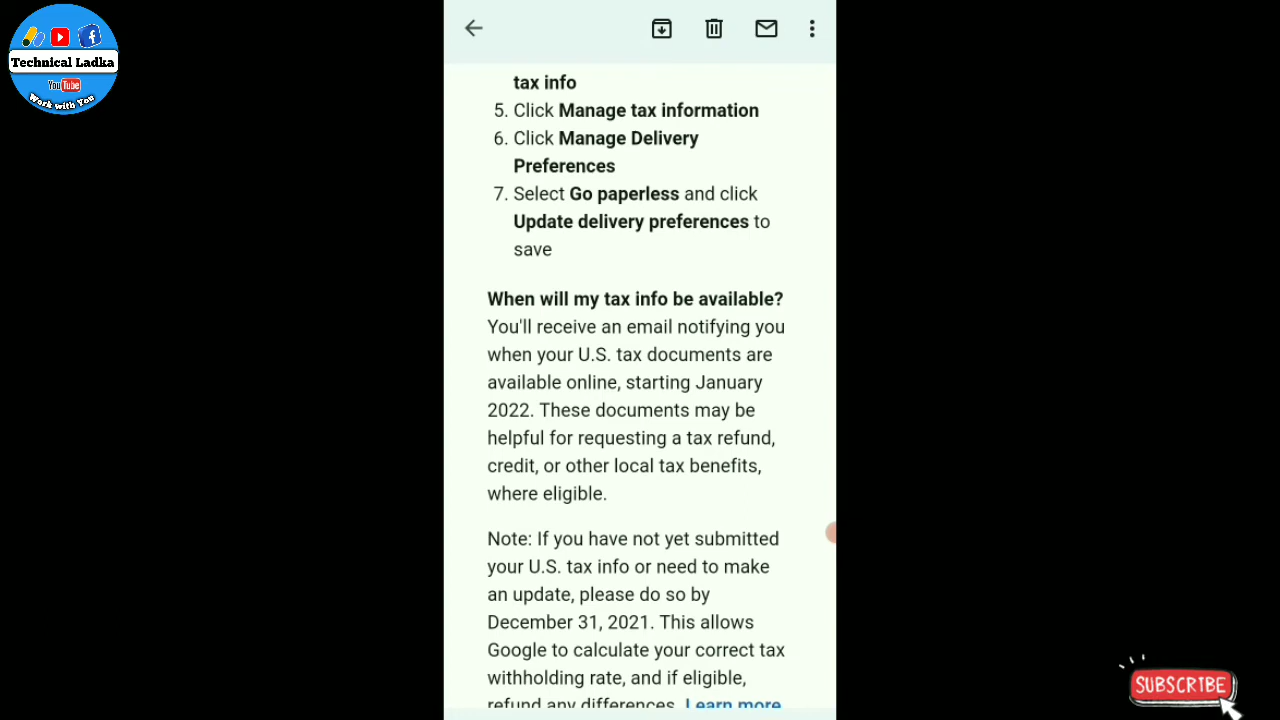 Technical Ladka
YouTube
Work with You
tax info
5. Click Manage tax information
6. Click Manage Delivery
Preferences
7. Select Go paperless and click
Update delivery preferences to
save
When will my tax info be available?
You'll receive an email notifying you
when your U.S. tax documents are
available online, starting January
2022. These documents may be
helpful for requesting a tax refund,
credit, or other local tax benefits,
where eligible.
Note: If you have not yet submitted
your U.S. tax info or need to make
an update, please do so by
December 31, 2021. This allows
Google to calculate your correct tax
withholding rate, and if eligible,
refund any differences. Learn more
SUBSCRIBE